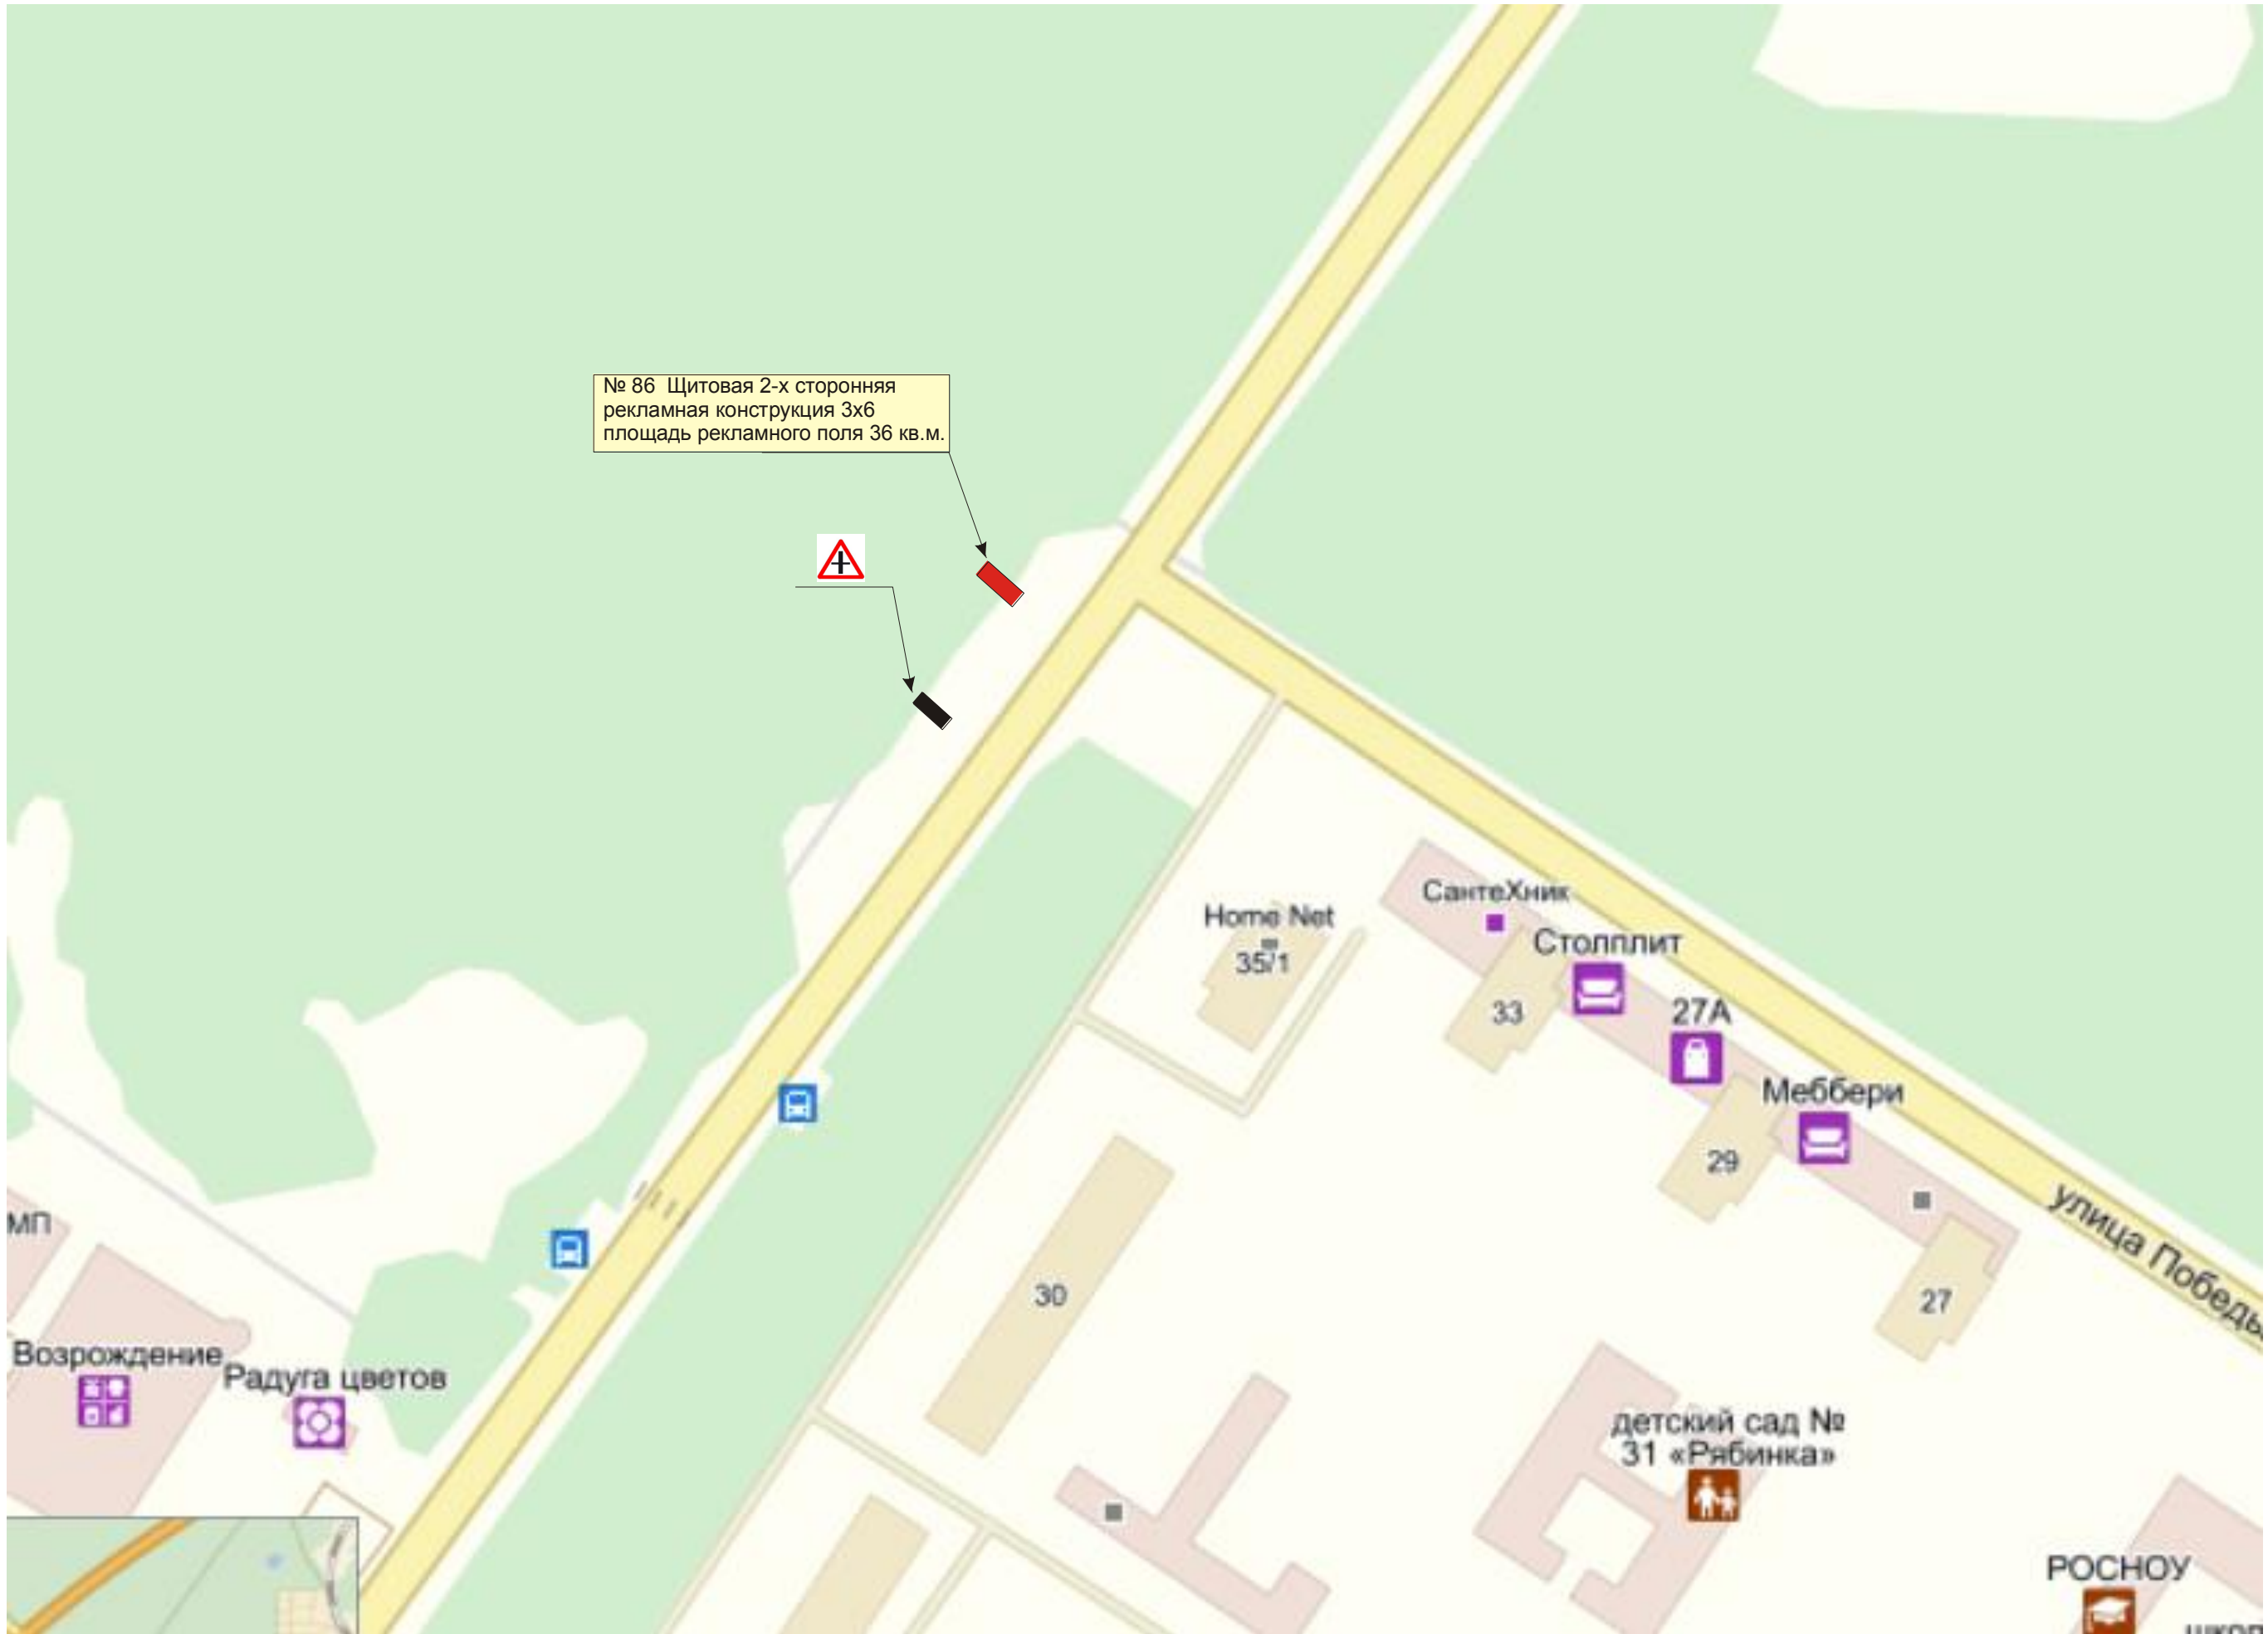 № 86 Щитовая 2-х сторонняя
рекламная конструкция 3х6
площадь рекламного поля 36 кв.м.
СантеХник
Home Net
35/1
Столплит
33
27А
Меббери
29
улица Победы
27
30
МП
Возрождение
Радуга цветов
детский сад №
31 «Рябинка»
РОСНОУ